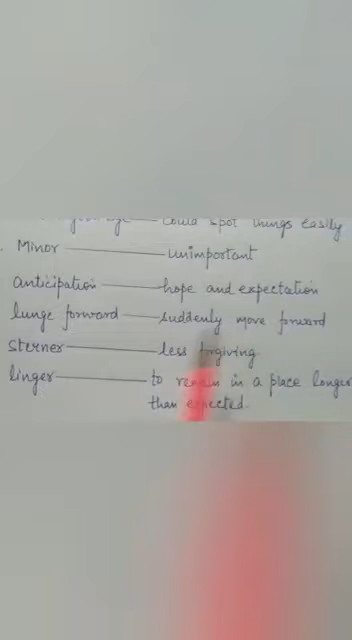 could spot things easily
Minor — unimportant
Anticipation — hope and expectation
lunge forward — suddenly move forward
sterner — less forgiving
linger — to remain in a place longer
than expected.